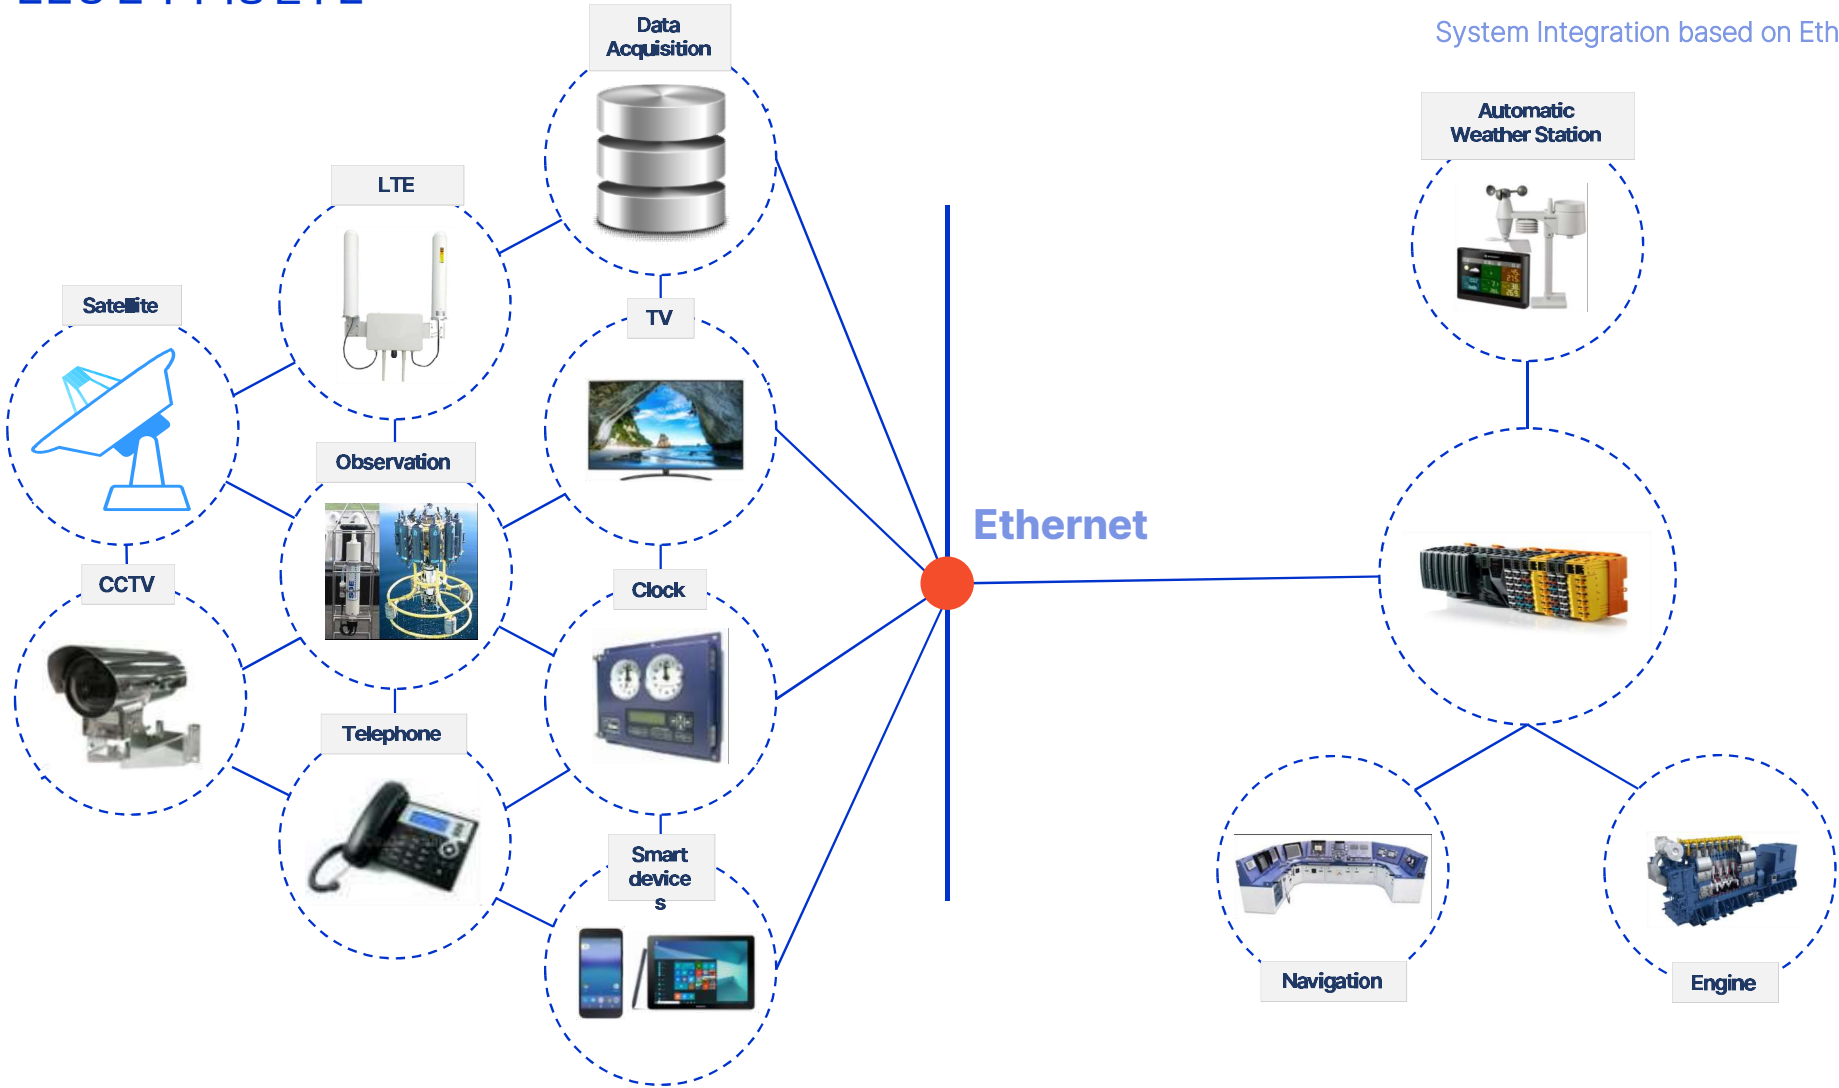 System Integration based on Eth
Data
Acquisition
Automatic
Weather Station
LTE
Satellite
TV
Observation
Ethernet
CCTV
Clock
Telephone
Smart
device
s
Navigation
Engine